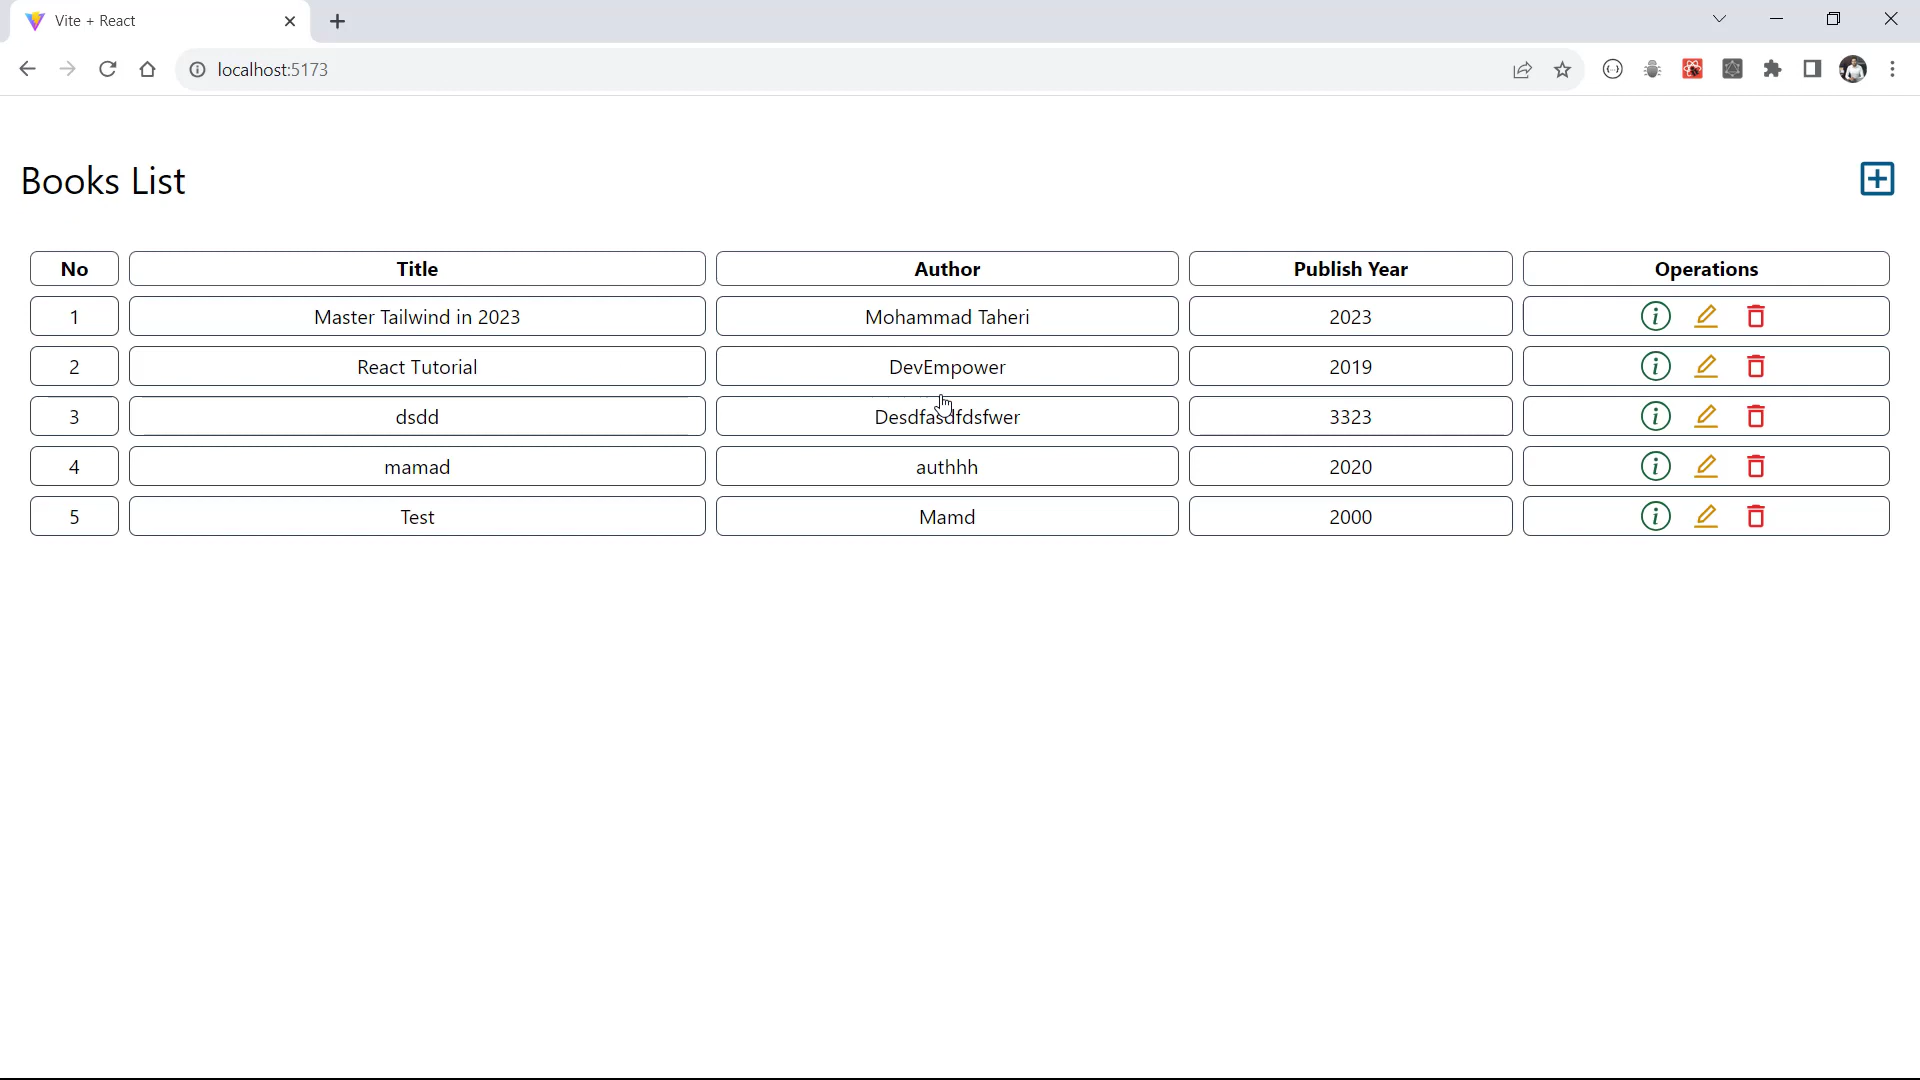 Vite + React
localhost:5173
Books List
No Title Author Publish Year Operations
1 Master Tailwind in 2023 Mohammad Taheri 2023
2 React Tutorial DevEmpower 2019
3 dsdd Desdfasdfdsfwer 3323
4 mamad authhh 2020
5 Test Mamd 2000